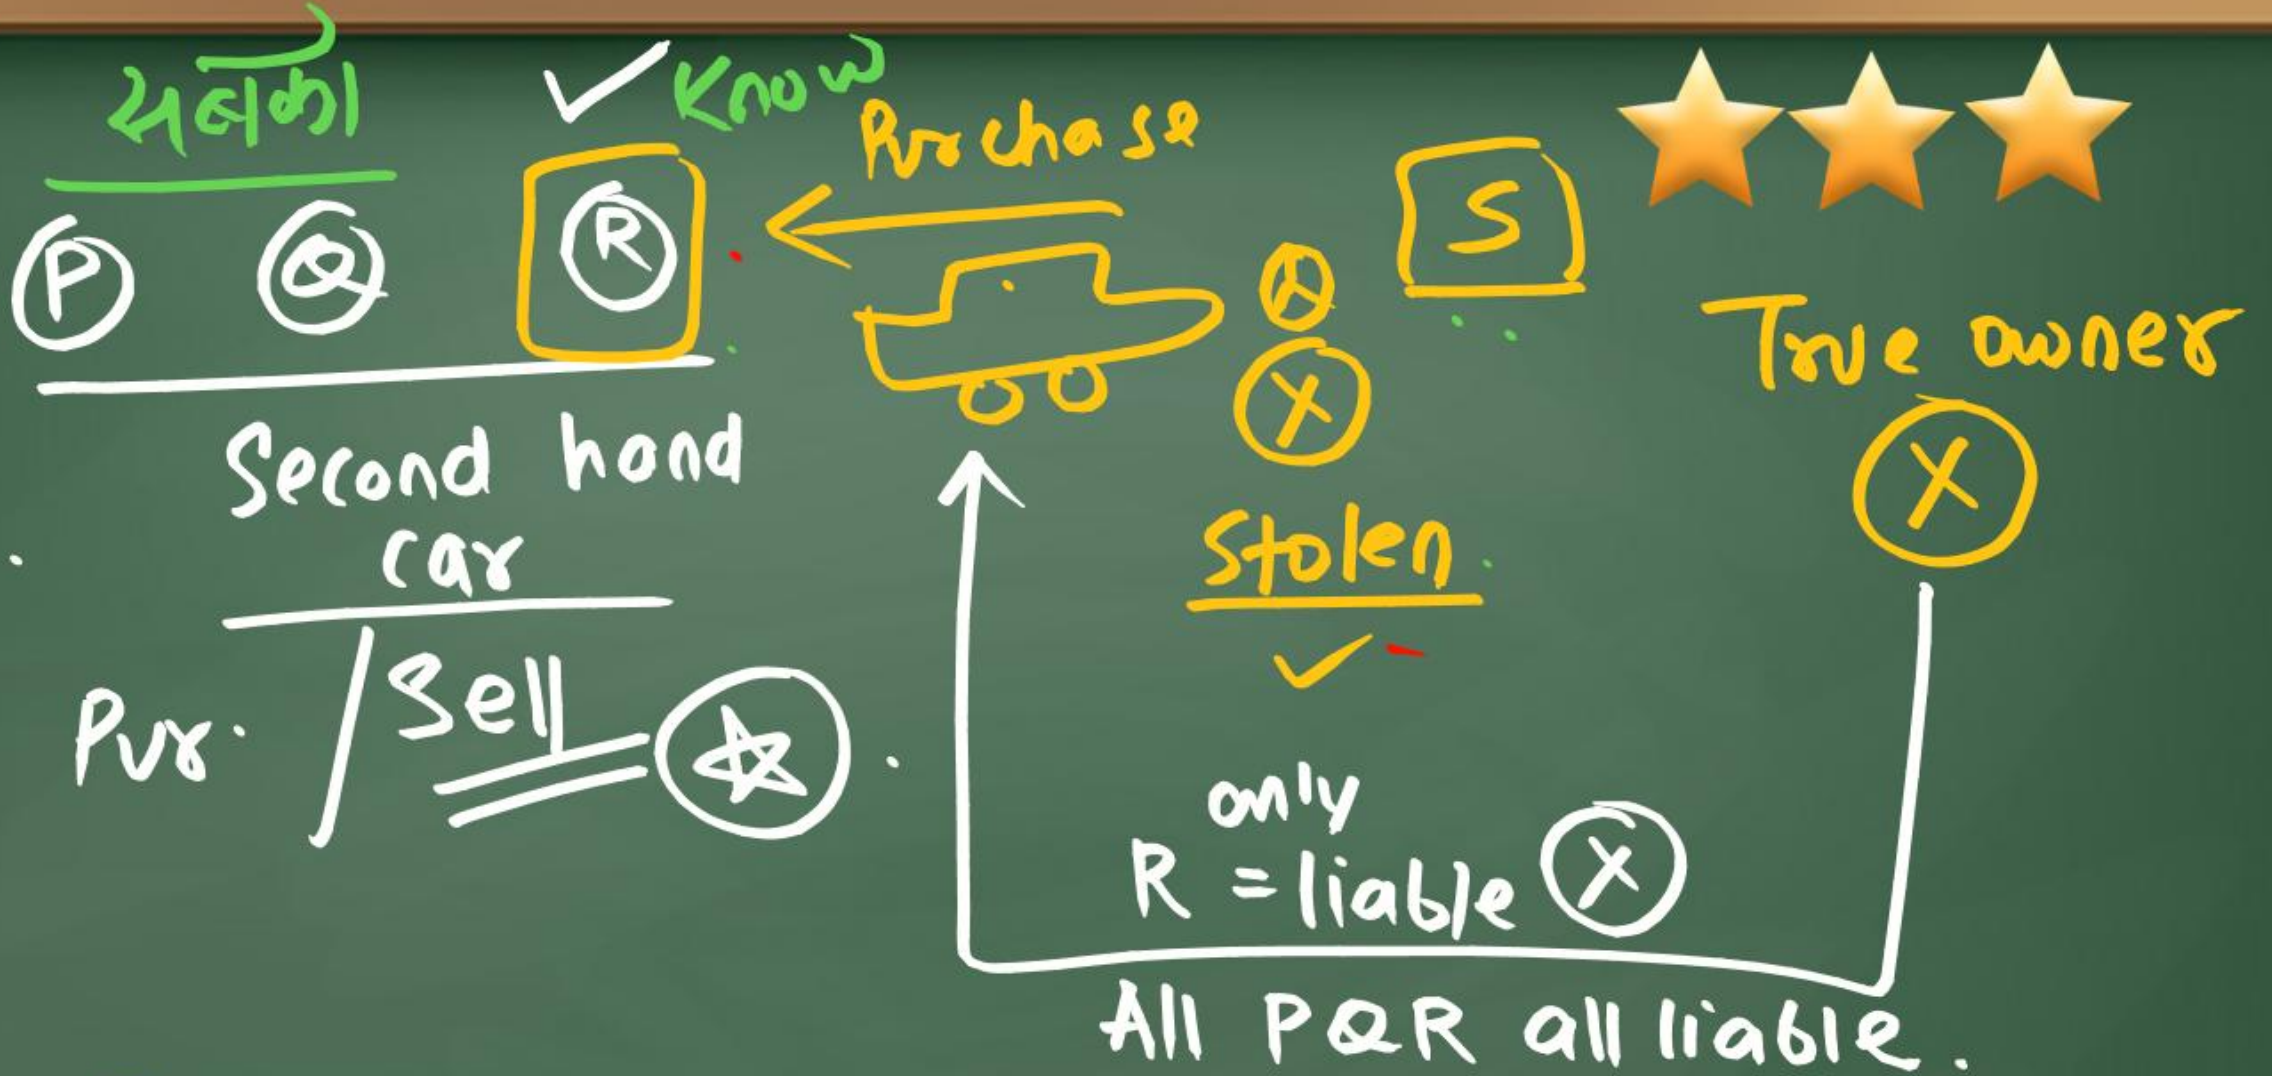 सबको
Know
Purchase
P Q R S
X
True owner
X
Second hand
car
Stolen
Pur. / Sell
only
R = liable X
All PQR all liable.